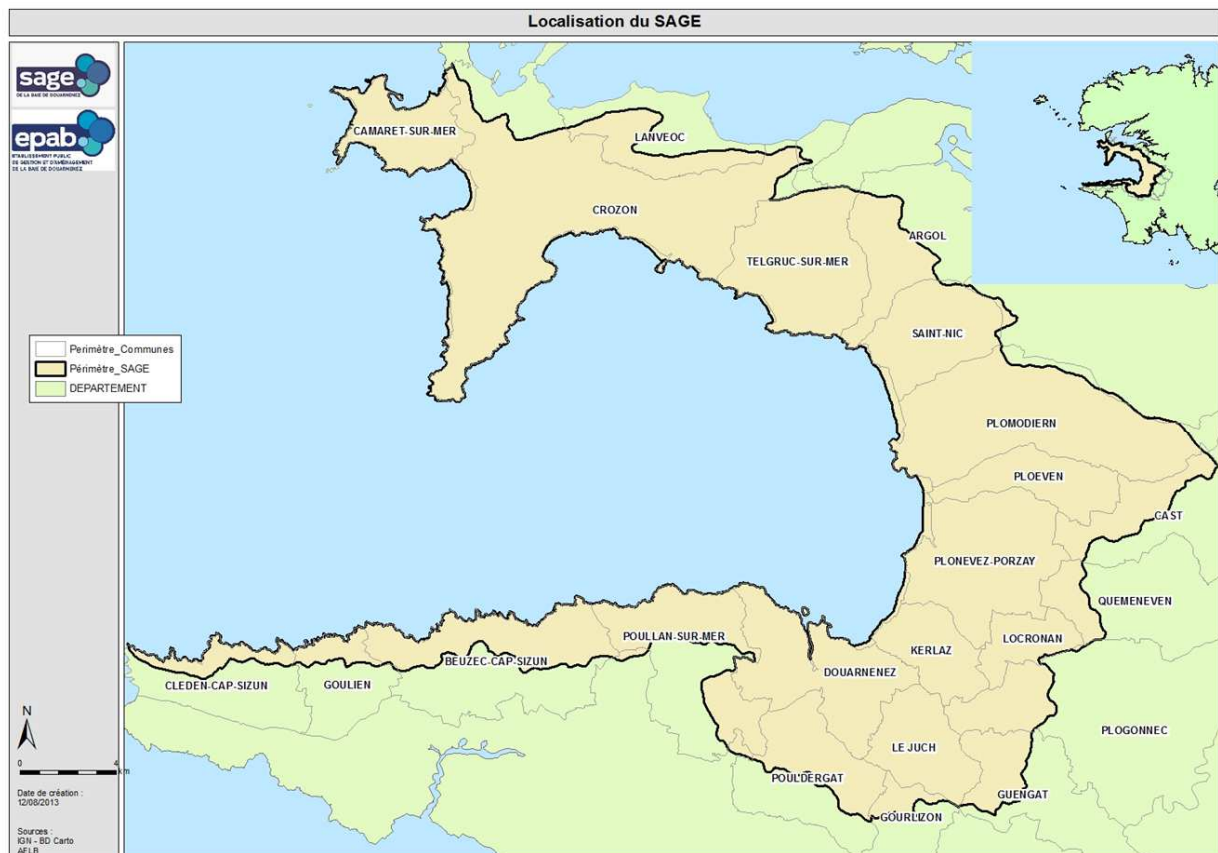 Localisation du SAGE
sage
DE LA BAIE DE DOUARNENEZ
epab
ETABLISSEMENT PUBLIC
DE GESTION ET D'AMÉNAGEMENT
DE LA BAIE DE DOUARNENEZ
CAMARET-SUR-MER
LANVEOC
CROZON
ARGOL
TELGRUC-SUR-MER
SAINT-NIC
Perimètre_Communes
Périmètre_SAGE
DEPARTEMENT
PLOMODIERN
PLOEVEN
CAST
PLONEVEZ-PORZAY
QUEMENEVEN
LOCRONAN
POULLAN-SUR-MER
KERLAZ
BEUZEC-CAP-SIZUN
DOUARNENEZ
CLEDEN-CAP-SIZUN
GOULIEN
PLOGONNEC
LE JUCH
POULDERGAT
GUENGAT
GOURLIZON
N
0 4
km
Date de création :
12/08/2013
Sources :
IGN - BD Carto
AELB